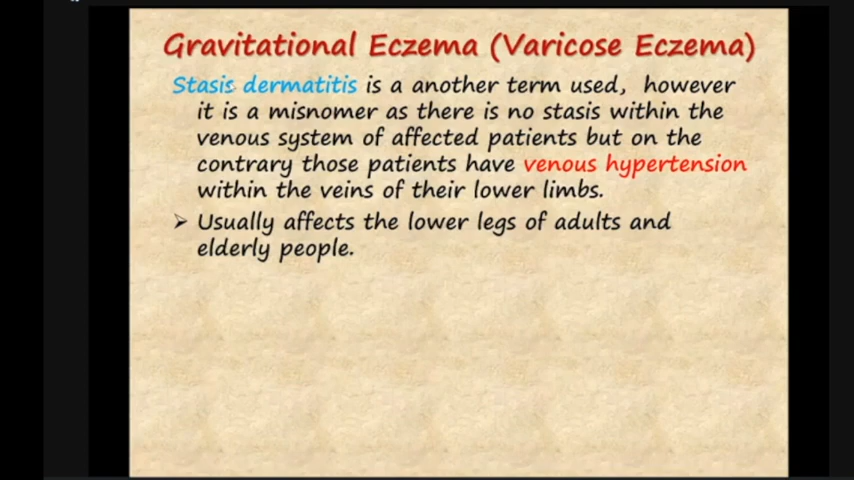 Gravitational Eczema (Varicose Eczema)
Stasis dermatitis is a another term used, however
it is a misnomer as there is no stasis within the
venous system of affected patients but on the
contrary those patients have venous hypertension
within the veins of their lower limbs.
➢ Usually affects the lower legs of adults and
elderly people.